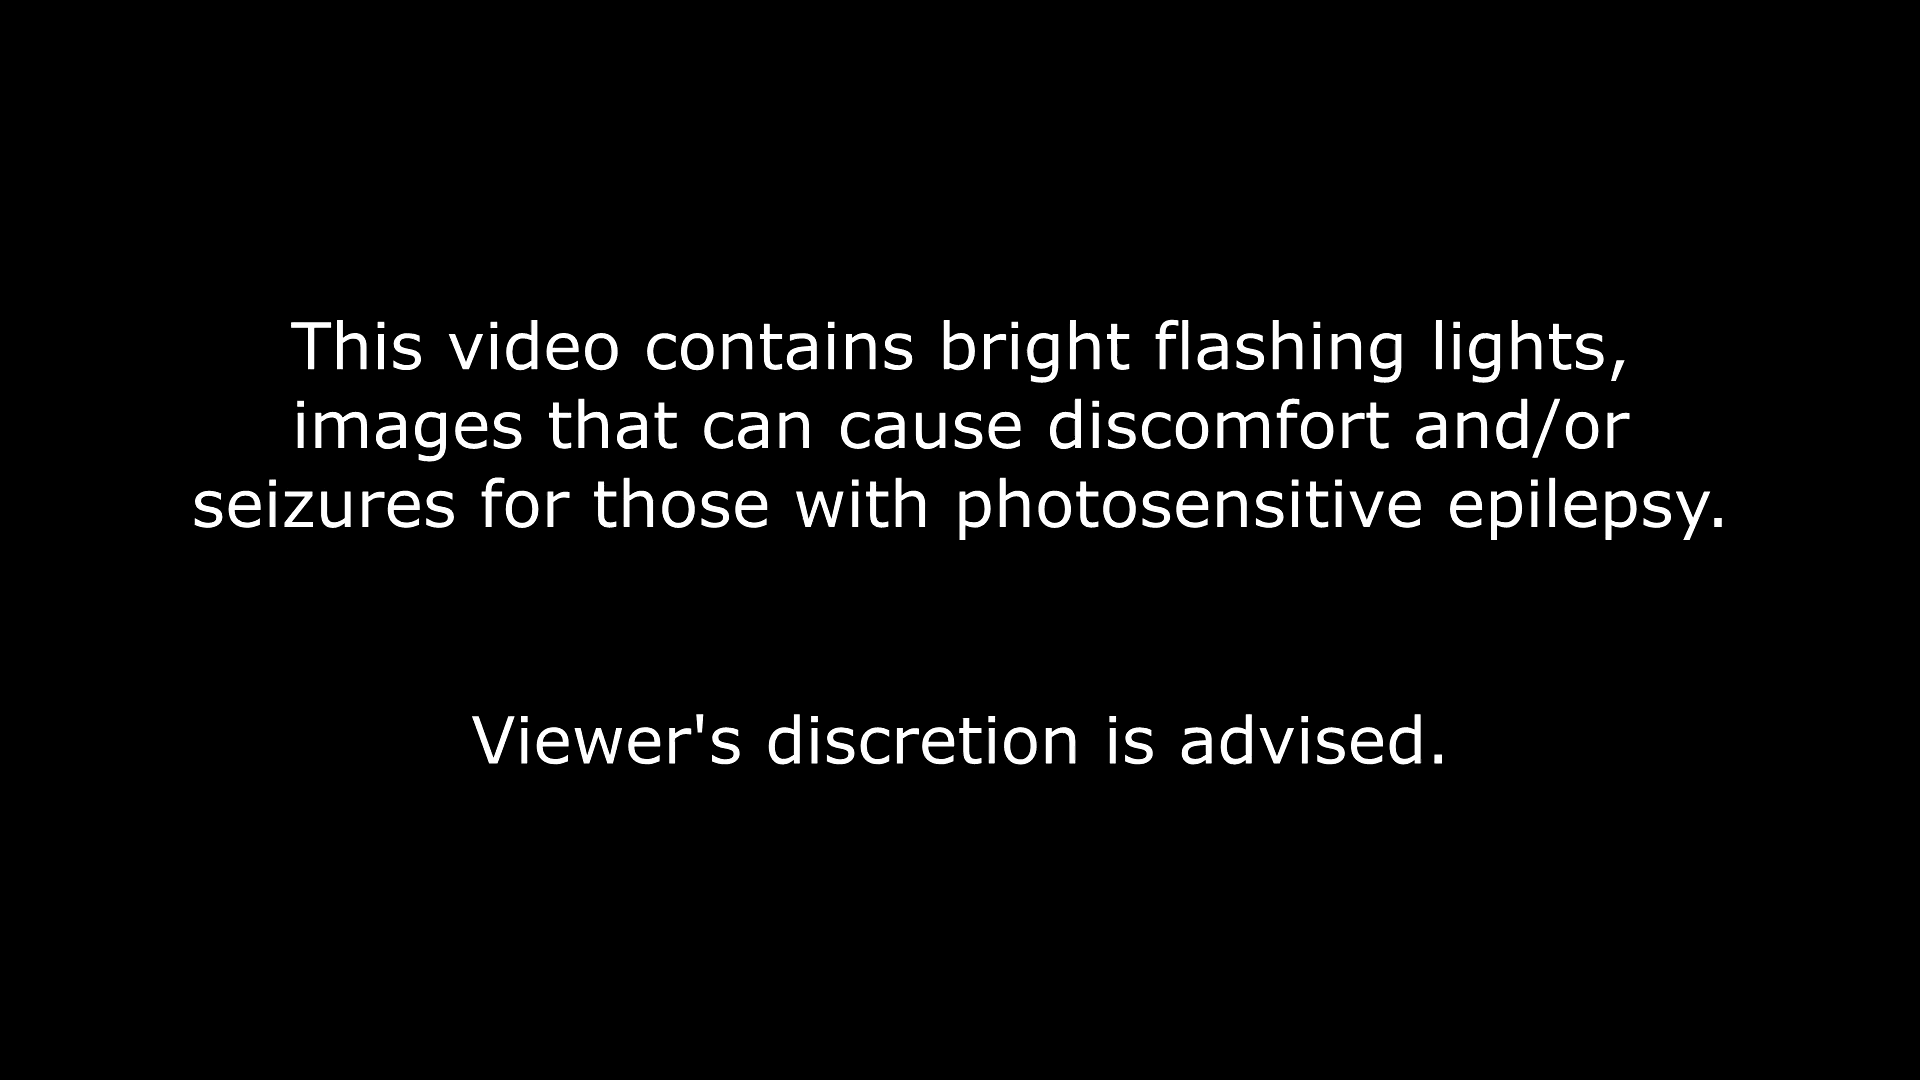 This video contains bright flashing lights,
images that can cause discomfort and/or
seizures for those with photosensitive epilepsy.
Viewer's discretion is advised.